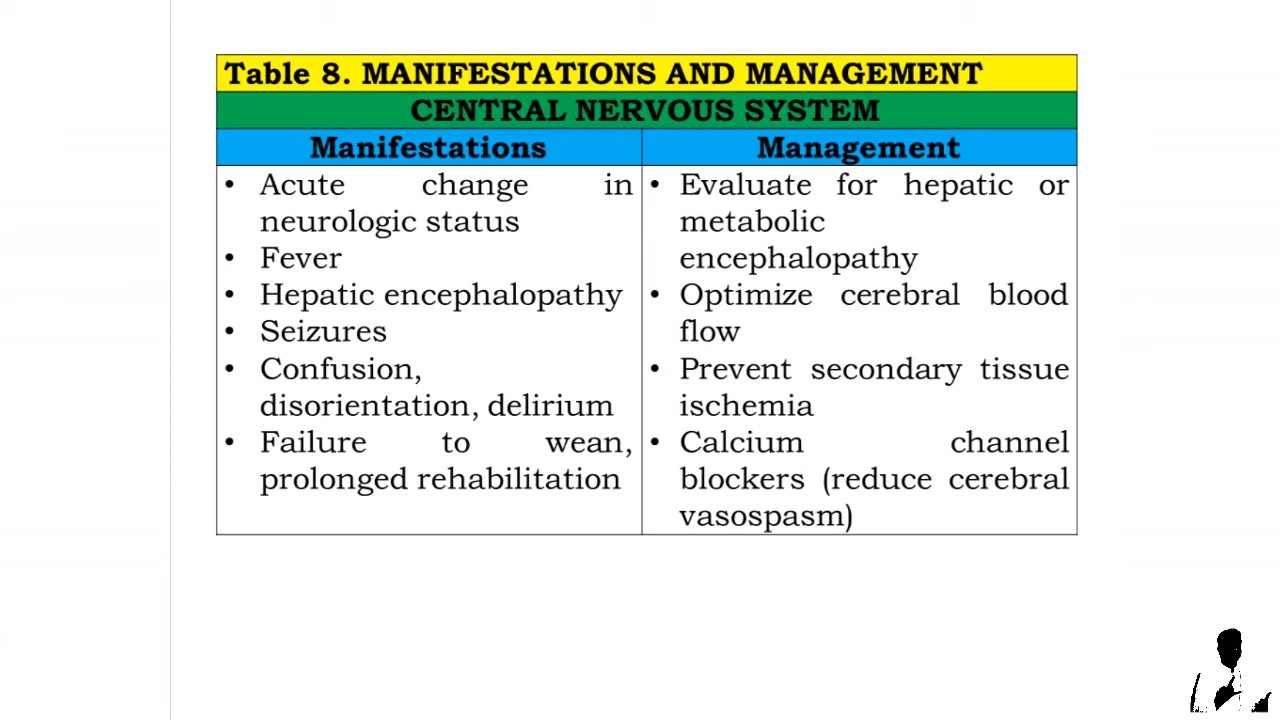 Table 8. MANIFESTATIONS AND MANAGEMENT
CENTRAL NERVOUS SYSTEM
Manifestations
• Acute change in
neurologic status
• Fever
• Hepatic encephalopathy
• Seizures
• Confusion,
disorientation, delirium
• Failure to wean,
prolonged rehabilitation
Management
• Evaluate for hepatic or
metabolic
encephalopathy
• Optimize cerebral blood
flow
• Prevent secondary tissue
ischemia
• Calcium channel
blockers (reduce cerebral
vasospasm)